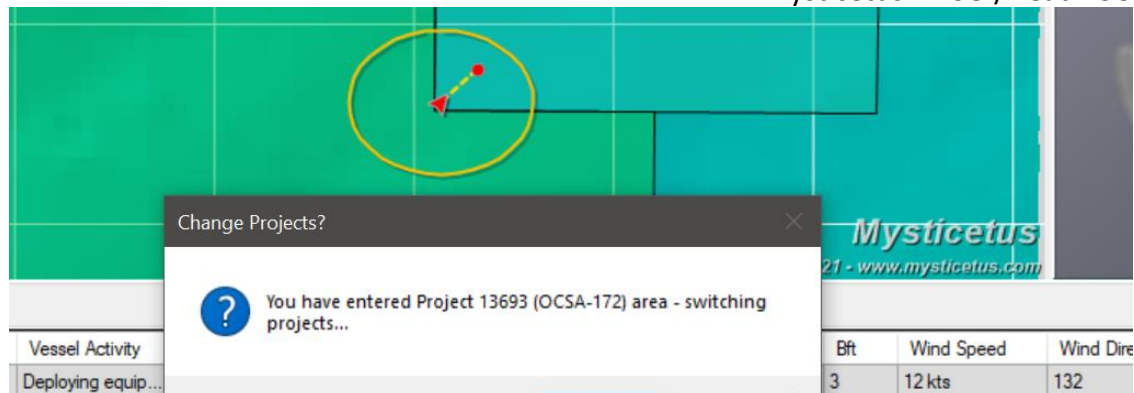 Change Projects?
Mysticetus
21 - www.mysticetus.com
You have entered Project 13693 (OCSA-172) area - switching
projects...
Vessel Activity Bft Wind Speed Wind Dire
Deploying equip... 3 12 kts 132